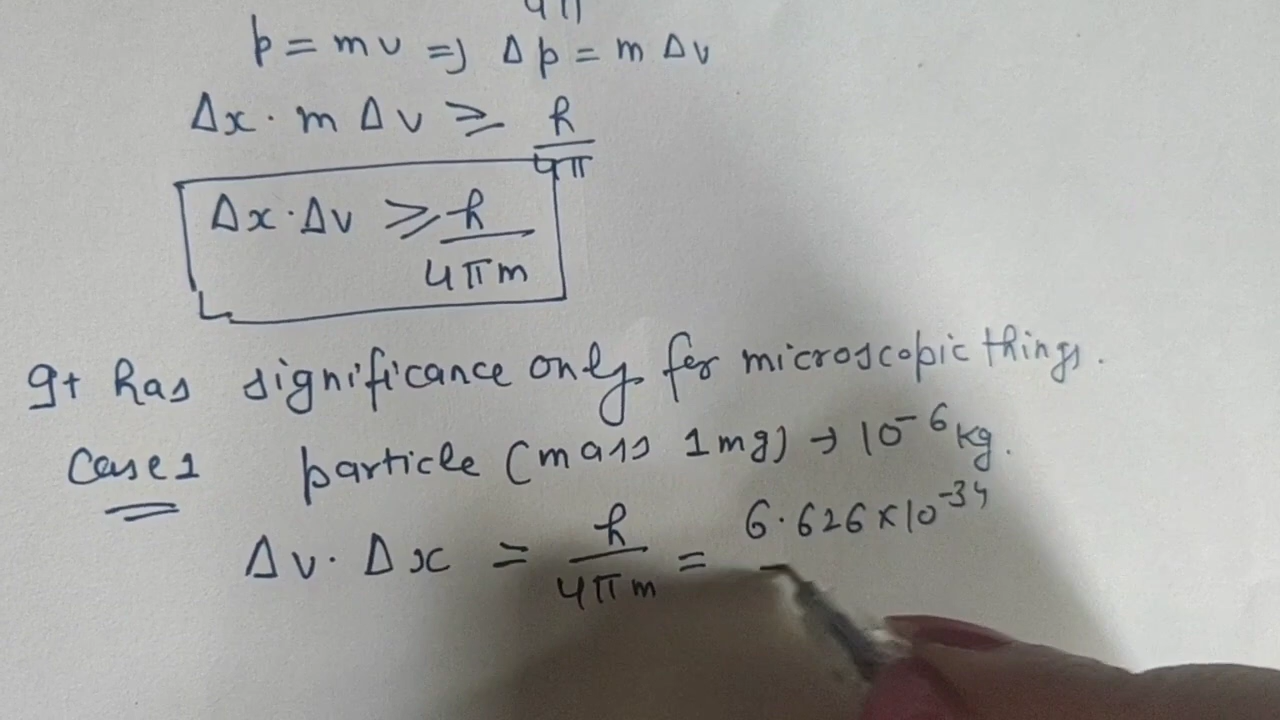 4π
p = mv ⇒ Δp = m Δv
Δx · m Δv ≥ h/4π
Δx · Δv ≥ h/4πm
It has significance only for microscopic things.
Case 1 particle (mass 1mg) → 10⁻⁶ kg.
Δv · Δx = h/4πm = 6.626 × 10⁻³⁴